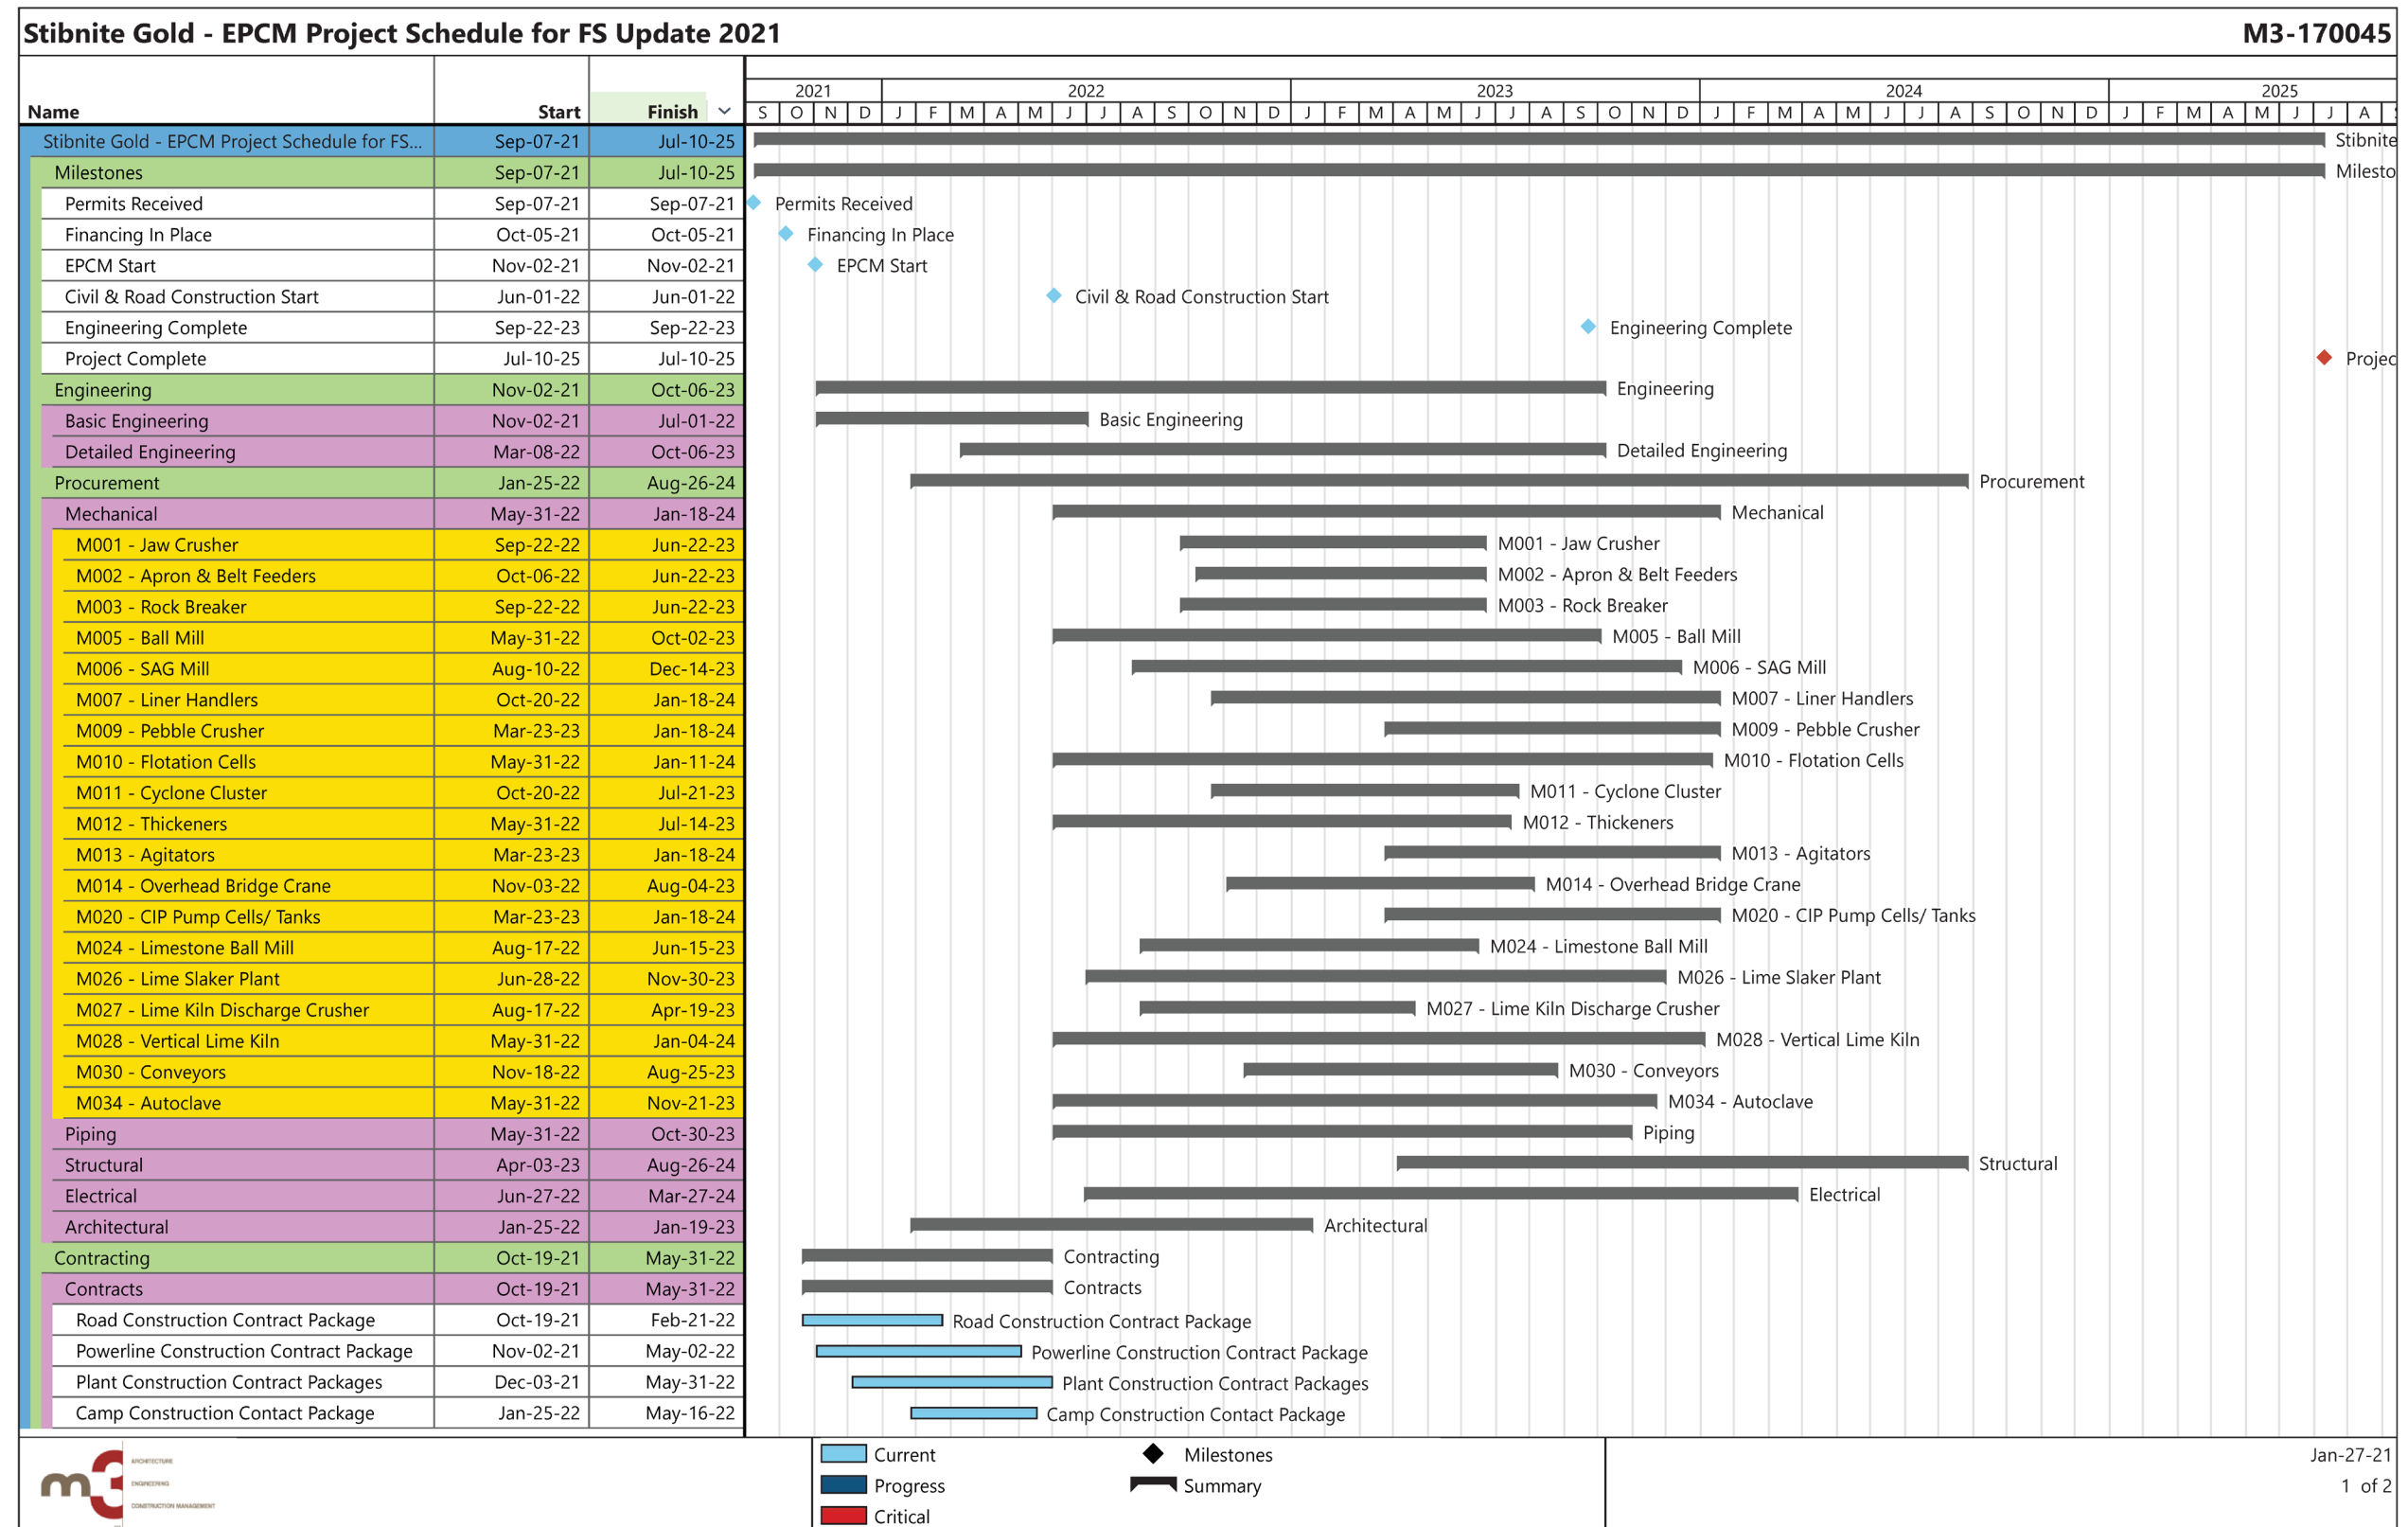 Stibnite Gold - EPCM Project Schedule for FS Update 2021 M3-170045
2021 2022 2023 2024 2025
Name Start Finish S O N D J F M A M J J A S O N D J F M A M J J A S O N D J F M A M J J A S O N D J F M A M J J A
Stibnite Gold - EPCM Project Schedule for FS... Sep-07-21 Jul-10-25 Stibnite
Milestones Sep-07-21 Jul-10-25 Milesto
Permits Received Sep-07-21 Sep-07-21 Permits Received
Financing In Place Oct-05-21 Oct-05-21 Financing In Place
EPCM Start Nov-02-21 Nov-02-21 EPCM Start
Civil & Road Construction Start Jun-01-22 Jun-01-22 Civil & Road Construction Start
Engineering Complete Sep-22-23 Sep-22-23 Engineering Complete
Project Complete Jul-10-25 Jul-10-25 Projec
Engineering Nov-02-21 Oct-06-23 Engineering
Basic Engineering Nov-02-21 Jul-01-22 Basic Engineering
Detailed Engineering Mar-08-22 Oct-06-23 Detailed Engineering
Procurement Jan-25-22 Aug-26-24 Procurement
Mechanical May-31-22 Jan-18-24 Mechanical
M001 - Jaw Crusher Sep-22-22 Jun-22-23 M001 - Jaw Crusher
M002 - Apron & Belt Feeders Oct-06-22 Jun-22-23 M002 - Apron & Belt Feeders
M003 - Rock Breaker Sep-22-22 Jun-22-23 M003 - Rock Breaker
M005 - Ball Mill May-31-22 Oct-02-23 M005 - Ball Mill
M006 - SAG Mill Aug-10-22 Dec-14-23 M006 - SAG Mill
M007 - Liner Handlers Oct-20-22 Jan-18-24 M007 - Liner Handlers
M009 - Pebble Crusher Mar-23-23 Jan-18-24 M009 - Pebble Crusher
M010 - Flotation Cells May-31-22 Jan-11-24 M010 - Flotation Cells
M011 - Cyclone Cluster Oct-20-22 Jul-21-23 M011 - Cyclone Cluster
M012 - Thickeners May-31-22 Jul-14-23 M012 - Thickeners
M013 - Agitators Mar-23-23 Jan-18-24 M013 - Agitators
M014 - Overhead Bridge Crane Nov-03-22 Aug-04-23 M014 - Overhead Bridge Crane
M020 - CIP Pump Cells/ Tanks Mar-23-23 Jan-18-24 M020 - CIP Pump Cells/ Tanks
M024 - Limestone Ball Mill Aug-17-22 Jun-15-23 M024 - Limestone Ball Mill
M026 - Lime Slaker Plant Jun-28-22 Nov-30-23 M026 - Lime Slaker Plant
M027 - Lime Kiln Discharge Crusher Aug-17-22 Apr-19-23 M027 - Lime Kiln Discharge Crusher
M028 - Vertical Lime Kiln May-31-22 Jan-04-24 M028 - Vertical Lime Kiln
M030 - Conveyors Nov-18-22 Aug-25-23 M030 - Conveyors
M034 - Autoclave May-31-22 Nov-21-23 M034 - Autoclave
Piping May-31-22 Oct-30-23 Piping
Structural Apr-03-23 Aug-26-24 Structural
Electrical Jun-27-22 Mar-27-24 Electrical
Architectural Jan-25-22 Jan-19-23 Architectural
Contracting Oct-19-21 May-31-22 Contracting
Contracts Oct-19-21 May-31-22 Contracts
Road Construction Contract Package Oct-19-21 Feb-21-22 Road Construction Contract Package
Powerline Construction Contract Package Nov-02-21 May-02-22 Powerline Construction Contract Package
Plant Construction Contract Packages Dec-03-21 May-31-22 Plant Construction Contract Packages
Camp Construction Contact Package Jan-25-22 May-16-22 Camp Construction Contact Package
m3 ARCHITECTURE
ENGINEERING
CONSTRUCTION MANAGEMENT
Current Milestones Jan-27-21
Progress Summary 1 of 2
Critical